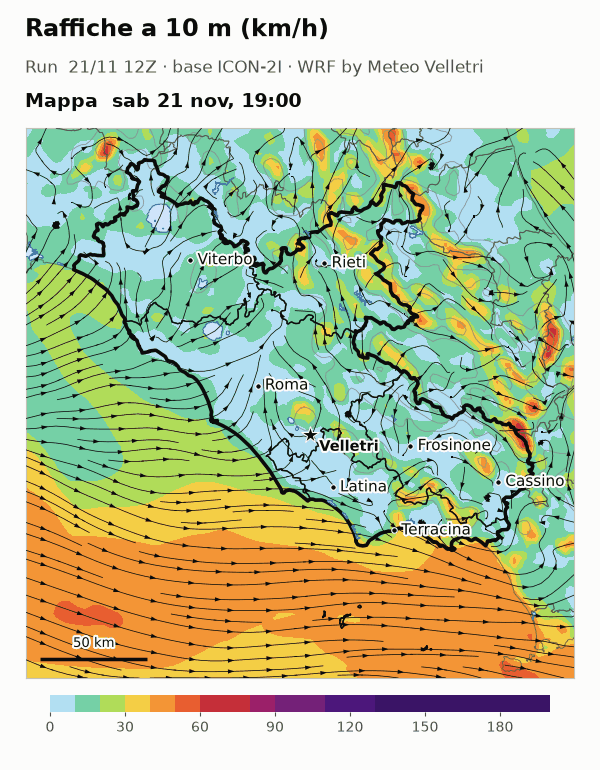 Raffiche a 10 m (km/h)
Run  21/11 12Z · base ICON-2I · WRF by Meteo Velletri
Mappa  sab 21 nov, 19:00
Viterbo
Rieti
Roma
Velletri
Frosinone
Latina
Cassino
Terracina
50 km
0 30 60 90 120 150 180